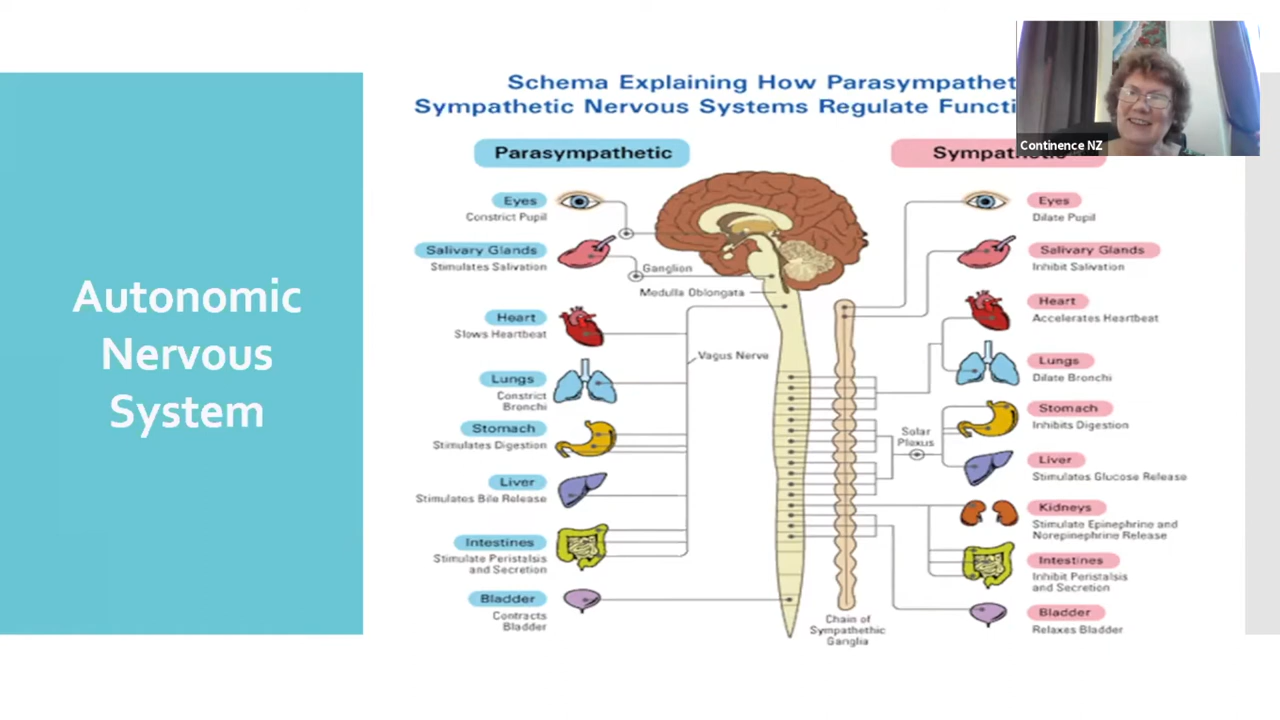 Autonomic
Nervous
System
Schema Explaining How Parasympathet
Sympathetic Nervous Systems Regulate Functi
Continence NZ
Parasympathetic
Eyes
Constrict Pupil
Salivary Glands
Stimulates Salivation
Ganglion
Medulla Oblongata
Heart
Slows Heartbeat
Vagus Nerve
Lungs
Constrict
Bronchi
Stomach
Stimulates Digestion
Liver
Stimulates Bile Release
Intestines
Stimulate Peristalsis
and Secretion
Bladder
Contracts
Bladder
Sympathetic
Eyes
Dilate Pupil
Salivary Glands
Inhibit Salivation
Heart
Accelerates Heartbeat
Lungs
Dilate Bronchi
Stomach
Inhibits Digestion
Solar
Plexus
Liver
Stimulates Glucose Release
Kidneys
Stimulate Epinephrine and
Norepinephrine Release
Intestines
Inhibit Peristalsis
and Secretion
Bladder
Relaxes Bladder
Chain of
Sympathethic
Ganglia